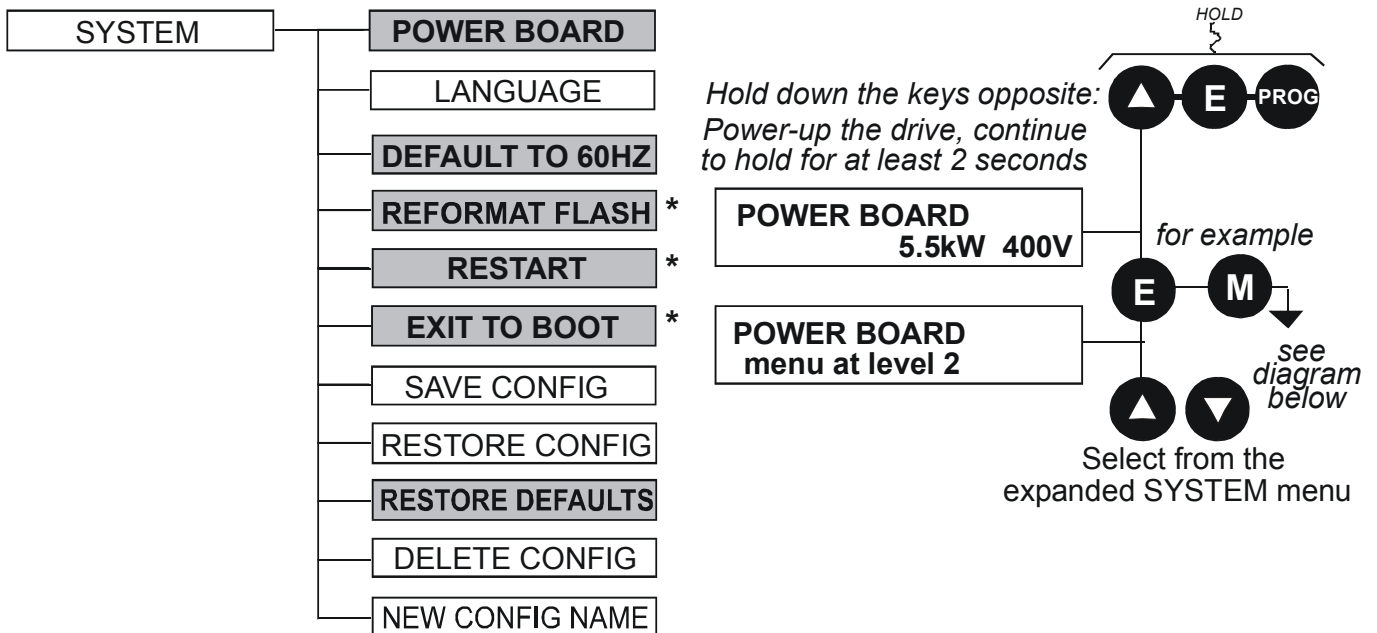 SYSTEM
POWER BOARD
LANGUAGE
DEFAULT TO 60HZ
REFORMAT FLASH *
RESTART *
EXIT TO BOOT *
SAVE CONFIG
RESTORE CONFIG
RESTORE DEFAULTS
DELETE CONFIG
NEW CONFIG NAME
HOLD
Hold down the keys opposite:
E
PROG
Power-up the drive, continue
to hold for at least 2 seconds
POWER BOARD
5.5kW 400V
for example
E
M
POWER BOARD
menu at level 2
see
diagram
below
Select from the
expanded SYSTEM menu